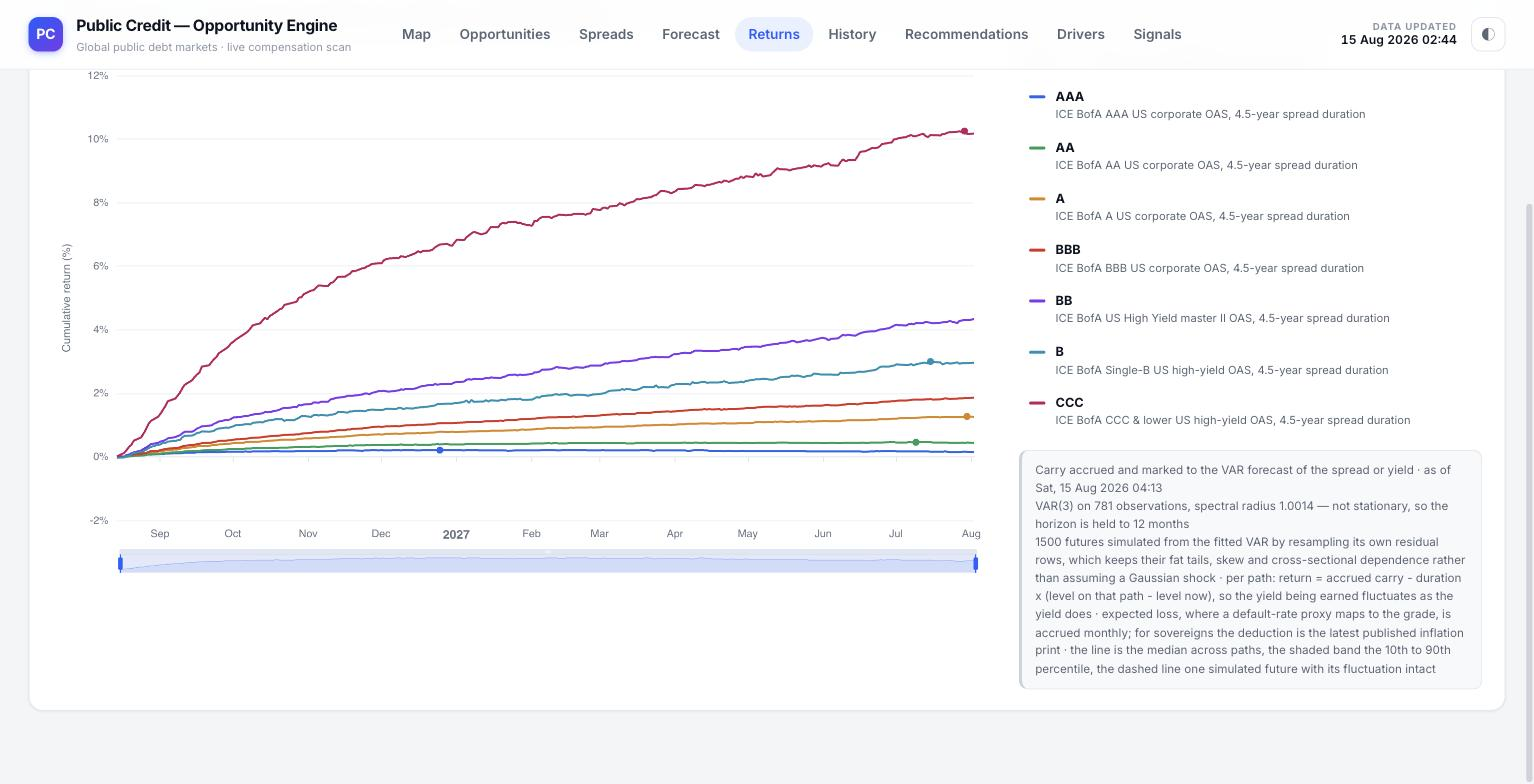 PC
Public Credit — Opportunity Engine
Global public debt markets · live compensation scan
Map
Opportunities
Spreads
Forecast
Returns
History
Recommendations
Drivers
Signals
DATA UPDATED
15 Aug 2026 02:44
12%
10%
8%
6%
4%
2%
0%
-2%
Cumulative return (%)
Sep
Oct
Nov
Dec
2027
Feb
Mar
Apr
May
Jun
Jul
Aug
AAA
ICE BofA AAA US corporate OAS, 4.5-year spread duration
AA
ICE BofA AA US corporate OAS, 4.5-year spread duration
A
ICE BofA A US corporate OAS, 4.5-year spread duration
BBB
ICE BofA BBB US corporate OAS, 4.5-year spread duration
BB
ICE BofA US High Yield master II OAS, 4.5-year spread duration
B
ICE BofA Single-B US high-yield OAS, 4.5-year spread duration
CCC
ICE BofA CCC & lower US high-yield OAS, 4.5-year spread duration
Carry accrued and marked to the VAR forecast of the spread or yield · as of
Sat, 15 Aug 2026 04:13
VAR(3) on 781 observations, spectral radius 1.0014 — not stationary, so the
horizon is held to 12 months
1500 futures simulated from the fitted VAR by resampling its own residual
rows, which keeps their fat tails, skew and cross-sectional dependence rather
than assuming a Gaussian shock · per path: return = accrued carry - duration
x (level on that path - level now), so the yield being earned fluctuates as the
yield does · expected loss, where a default-rate proxy maps to the grade, is
accrued monthly; for sovereigns the deduction is the latest published inflation
print · the line is the median across paths, the shaded band the 10th to 90th
percentile, the dashed line one simulated future with its fluctuation intact